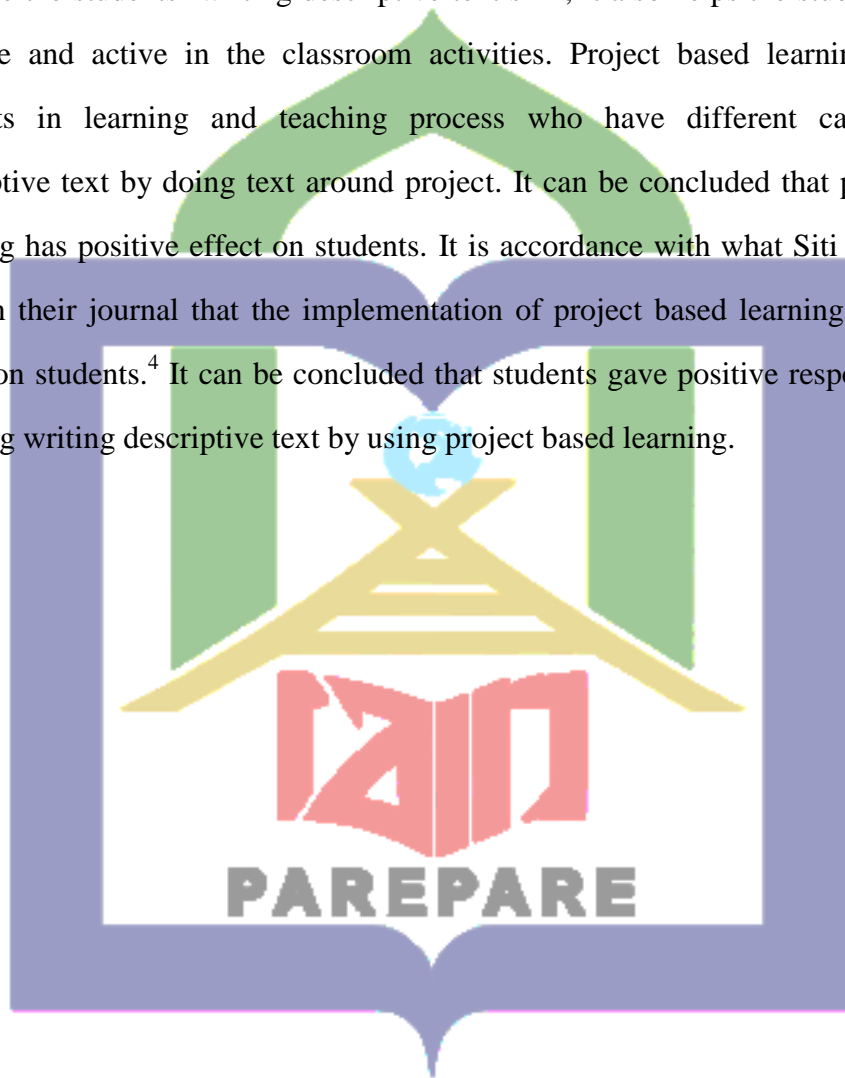 e and active in the classroom activities. Project based learnin
ts in learning and teaching process who have different ca
ptive text by doing text around project. It can be concluded that p
g has positive effect on students. It is accordance with what Siti
n their journal that the implementation of project based learning
on students.4 It can be concluded that students gave positive respo
g writing descriptive text by using project based learning.
iain
PAREPARE